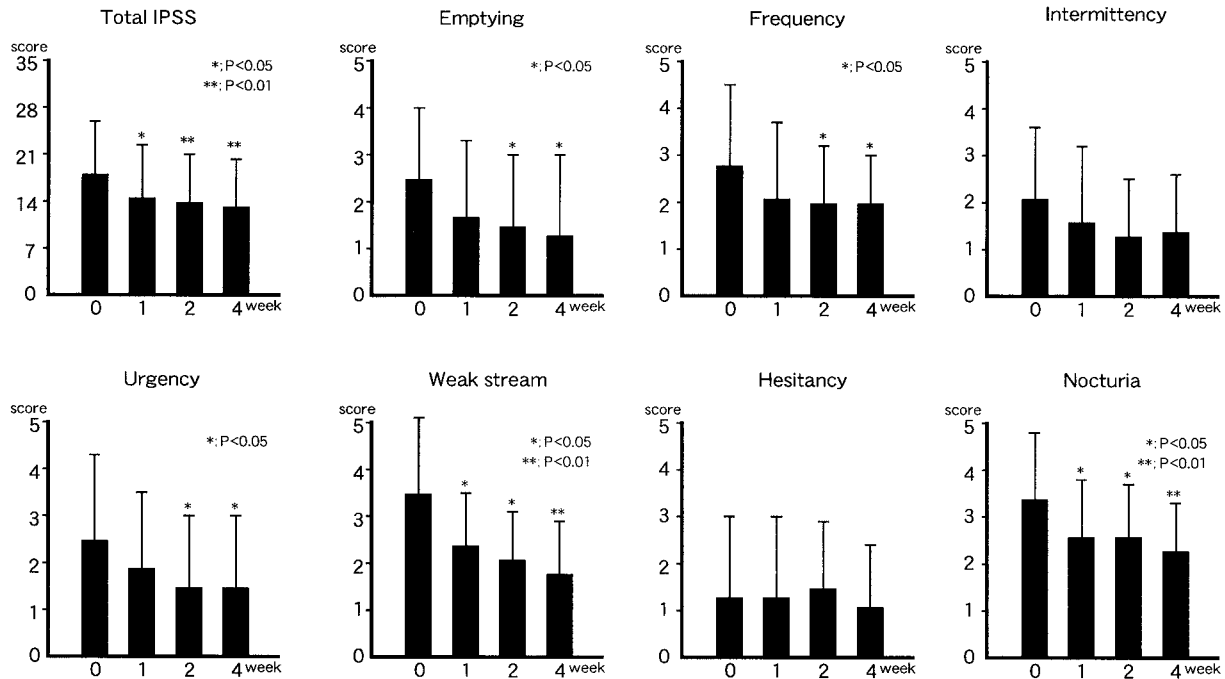 Total IPSS
score
35
28
21
14
7
0
*; P<0.05
**; P<0.01
*
**
**
0 1 2 4 week
Emptying
score
5
4
3
2
1
0
*; P<0.05
*
*
0 1 2 4 week
Frequency
score
5
4
3
2
1
0
*; P<0.05
*
*
0 1 2 4 week
Intermittency
score
5
4
3
2
1
0
0 1 2 4 week
Urgency
score
5
4
3
2
1
0
*; P<0.05
*
*
0 1 2 4 week
Weak stream
score
5
4
3
2
1
0
*; P<0.05
**; P<0.01
*
*
**
0 1 2 4 week
Hesitancy
score
5
4
3
2
1
0
0 1 2 4 week
Nocturia
score
5
4
3
2
1
0
*; P<0.05
**; P<0.01
*
*
**
0 1 2 4 week